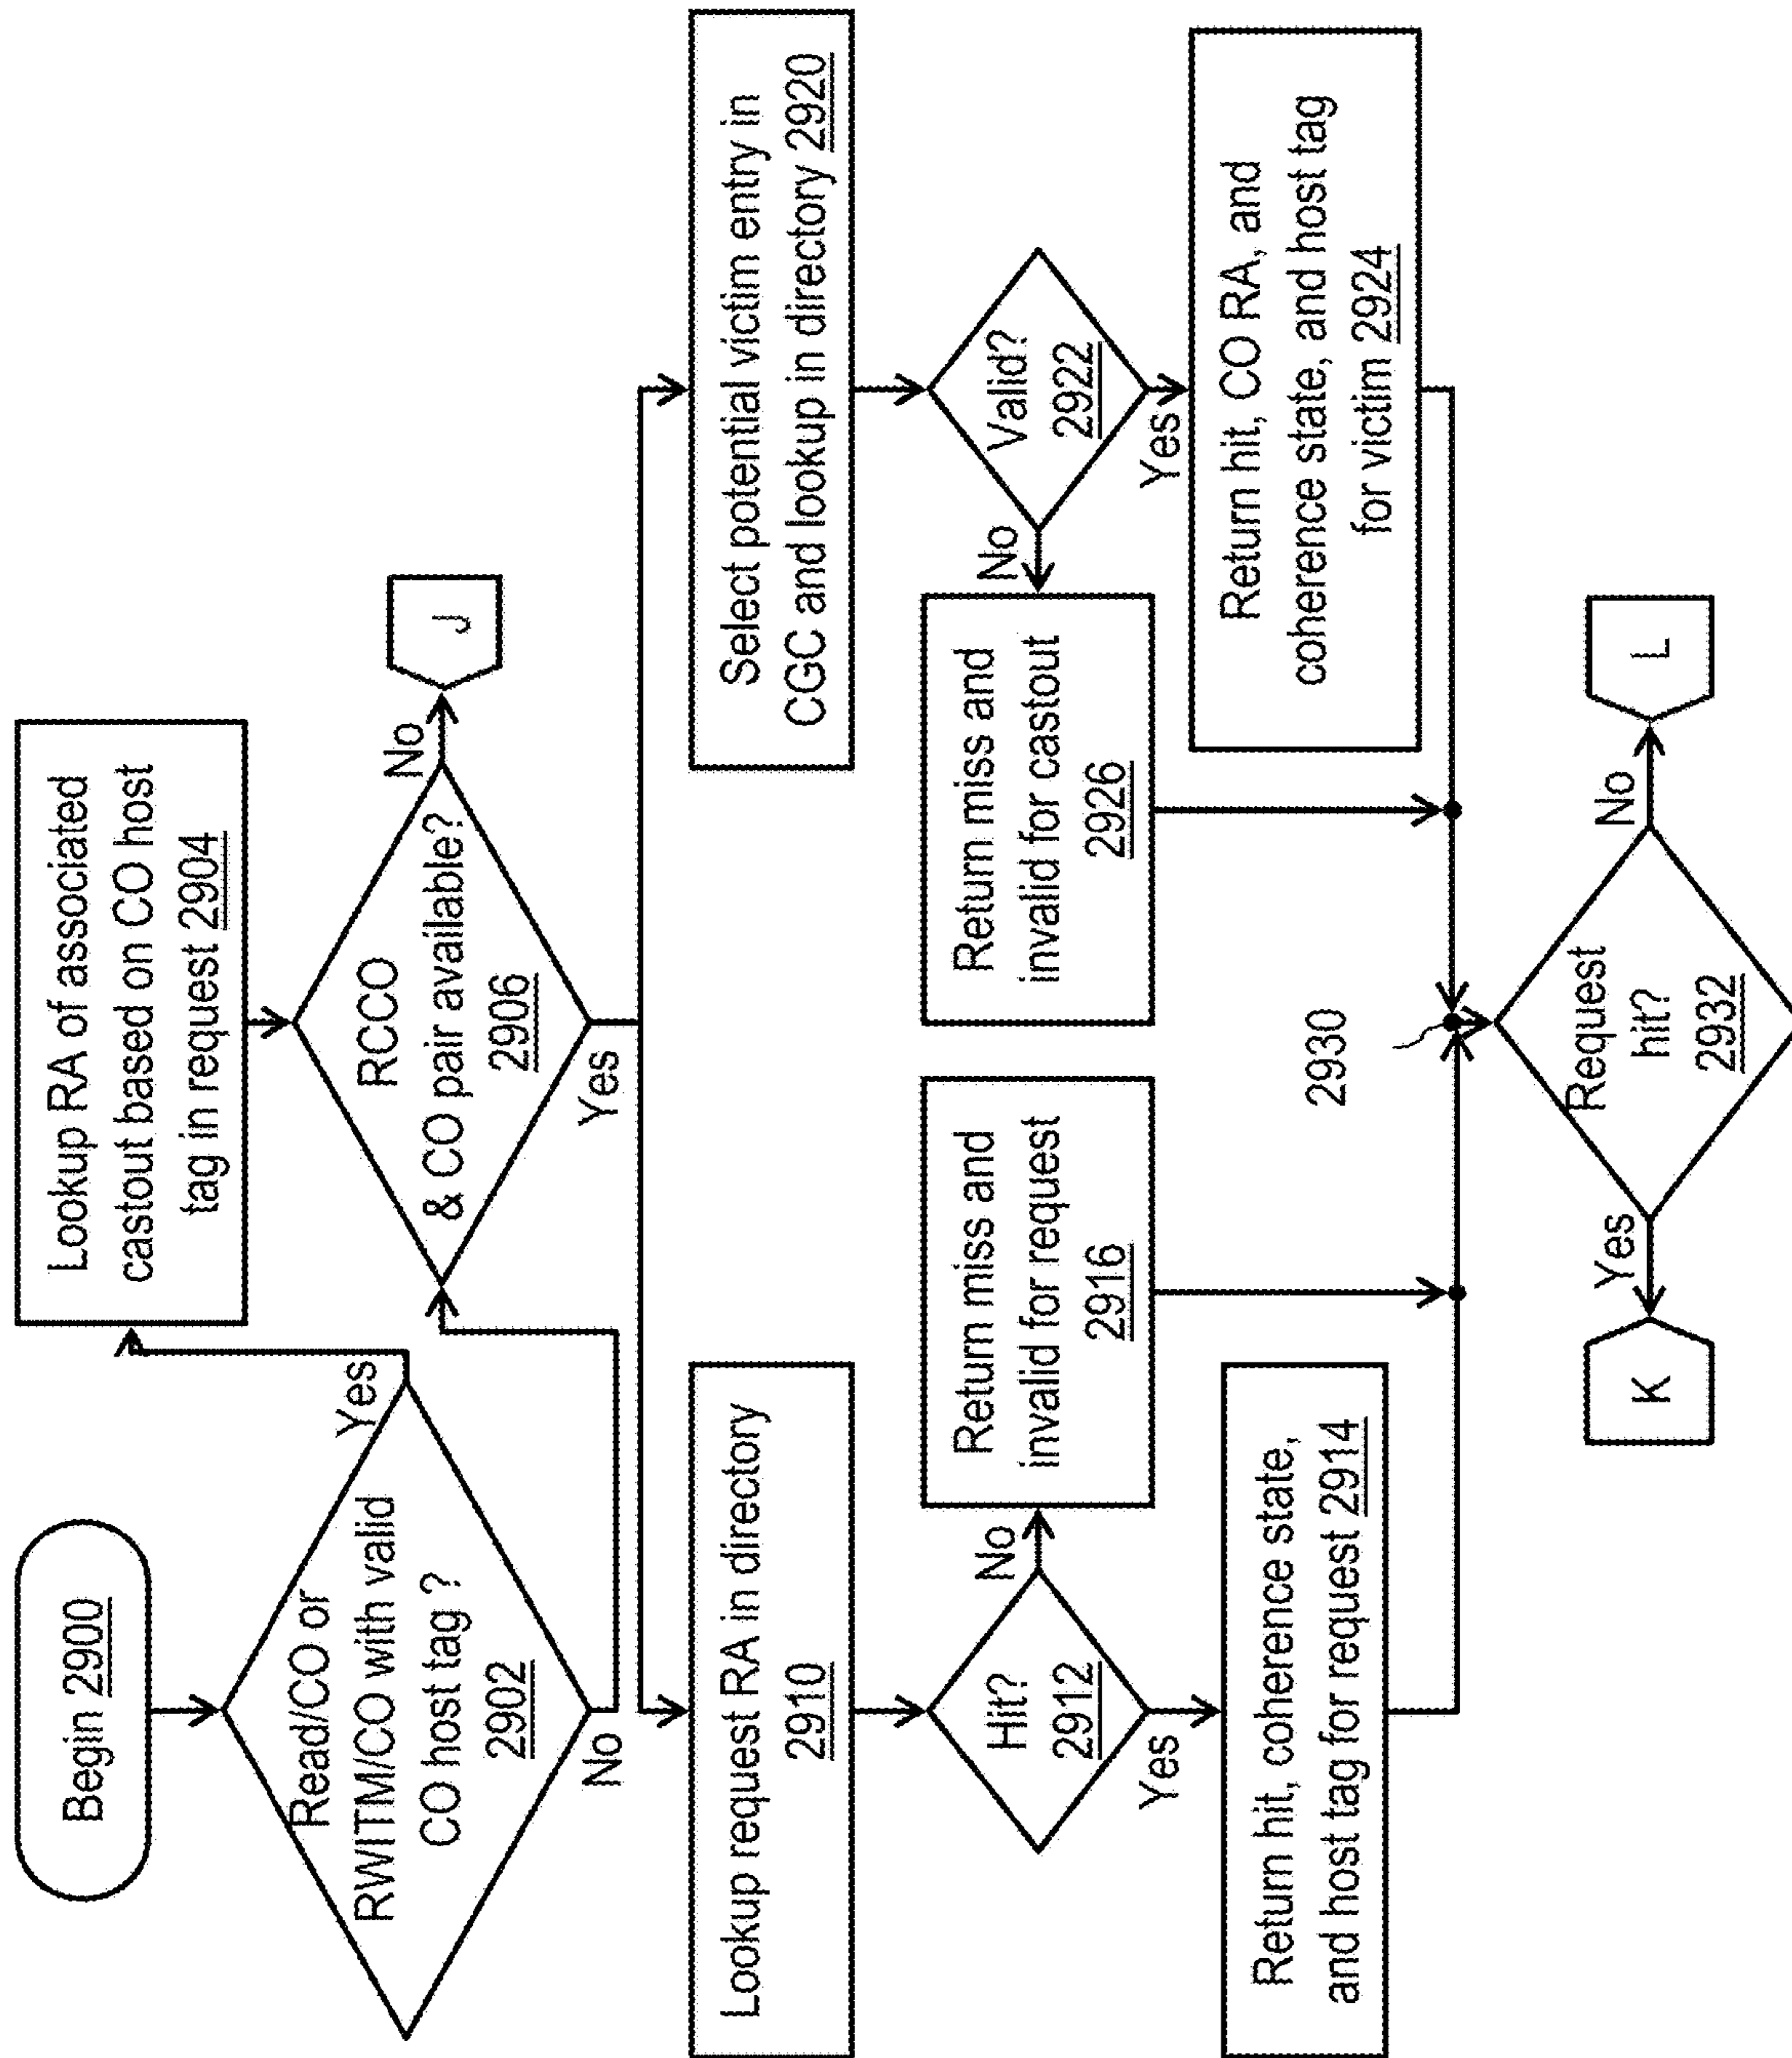 Begin 2900
Read/CO or
RWITM/CO with valid
CO host tag ?
2902
Yes
No
Lookup RA of associated
castout based on CO host
tag in request 2904
RCCO
& CO pair available?
2906
No
J
Yes
Lookup request RA in directory
2910
Hit?
2912
No
Yes
Return miss and
invalid for request
2916
Return hit, coherence state,
and host tag for request 2914
Select potential victim entry in
CGC and lookup in directory 2920
Valid?
2922
No
Yes
Return miss and
invalid for castout
2926
Return hit, CO RA, and
coherence state, and host tag
for victim 2924
2930
Request
hit?
2932
Yes
K
No
L